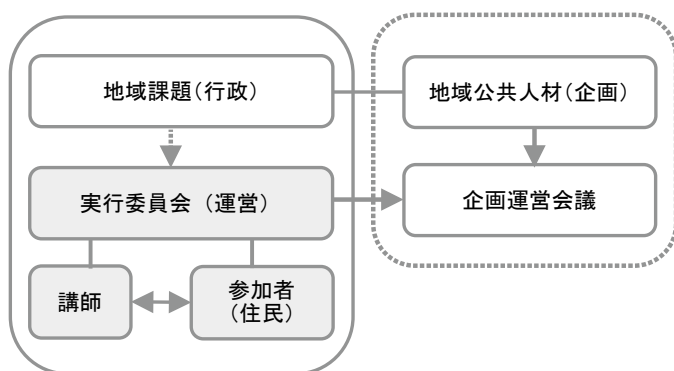 地域課題(行政)
地域公共人材(企画)
実行委員会（運営）
企画運営会議
講師
参加者
(住民)